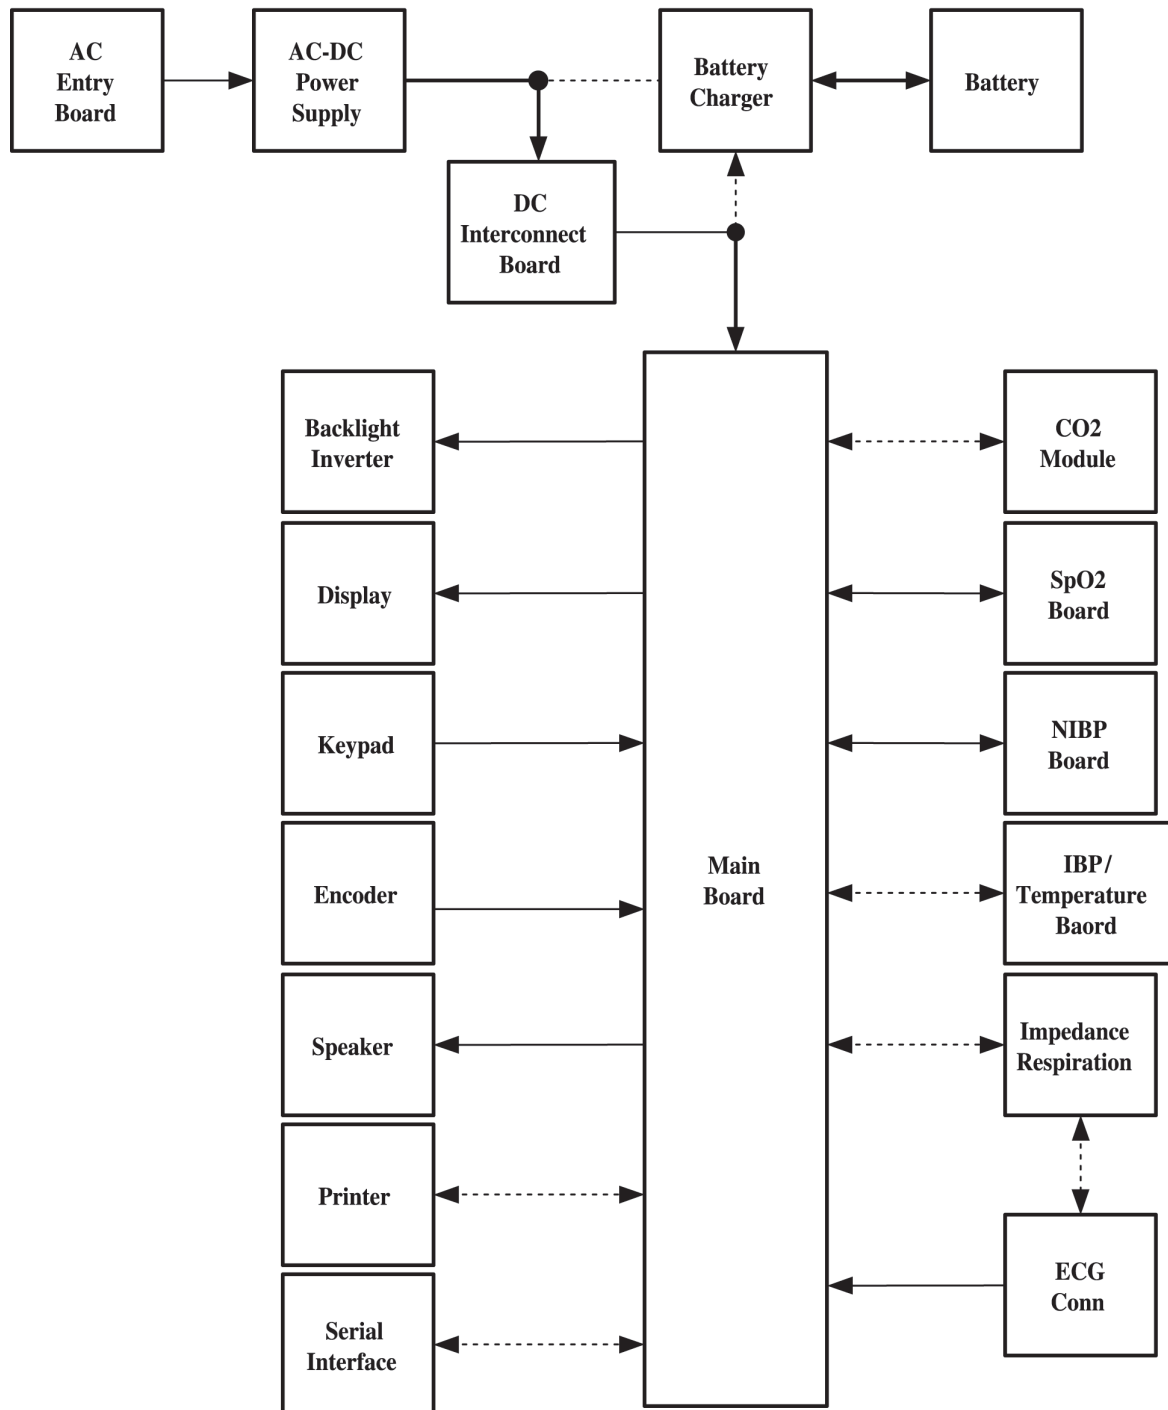 AC
Entry
Board
AC-DC
Power
Supply
Battery
Charger
Battery
DC
Interconnect
Board
Backlight
Inverter
CO2
Module
Display
SpO2
Board
Keypad
NIBP
Board
Main
Board
Encoder
IBP/
Temperature
Baord
Speaker
Impedance
Respiration
Printer
ECG
Conn
Serial
Interface